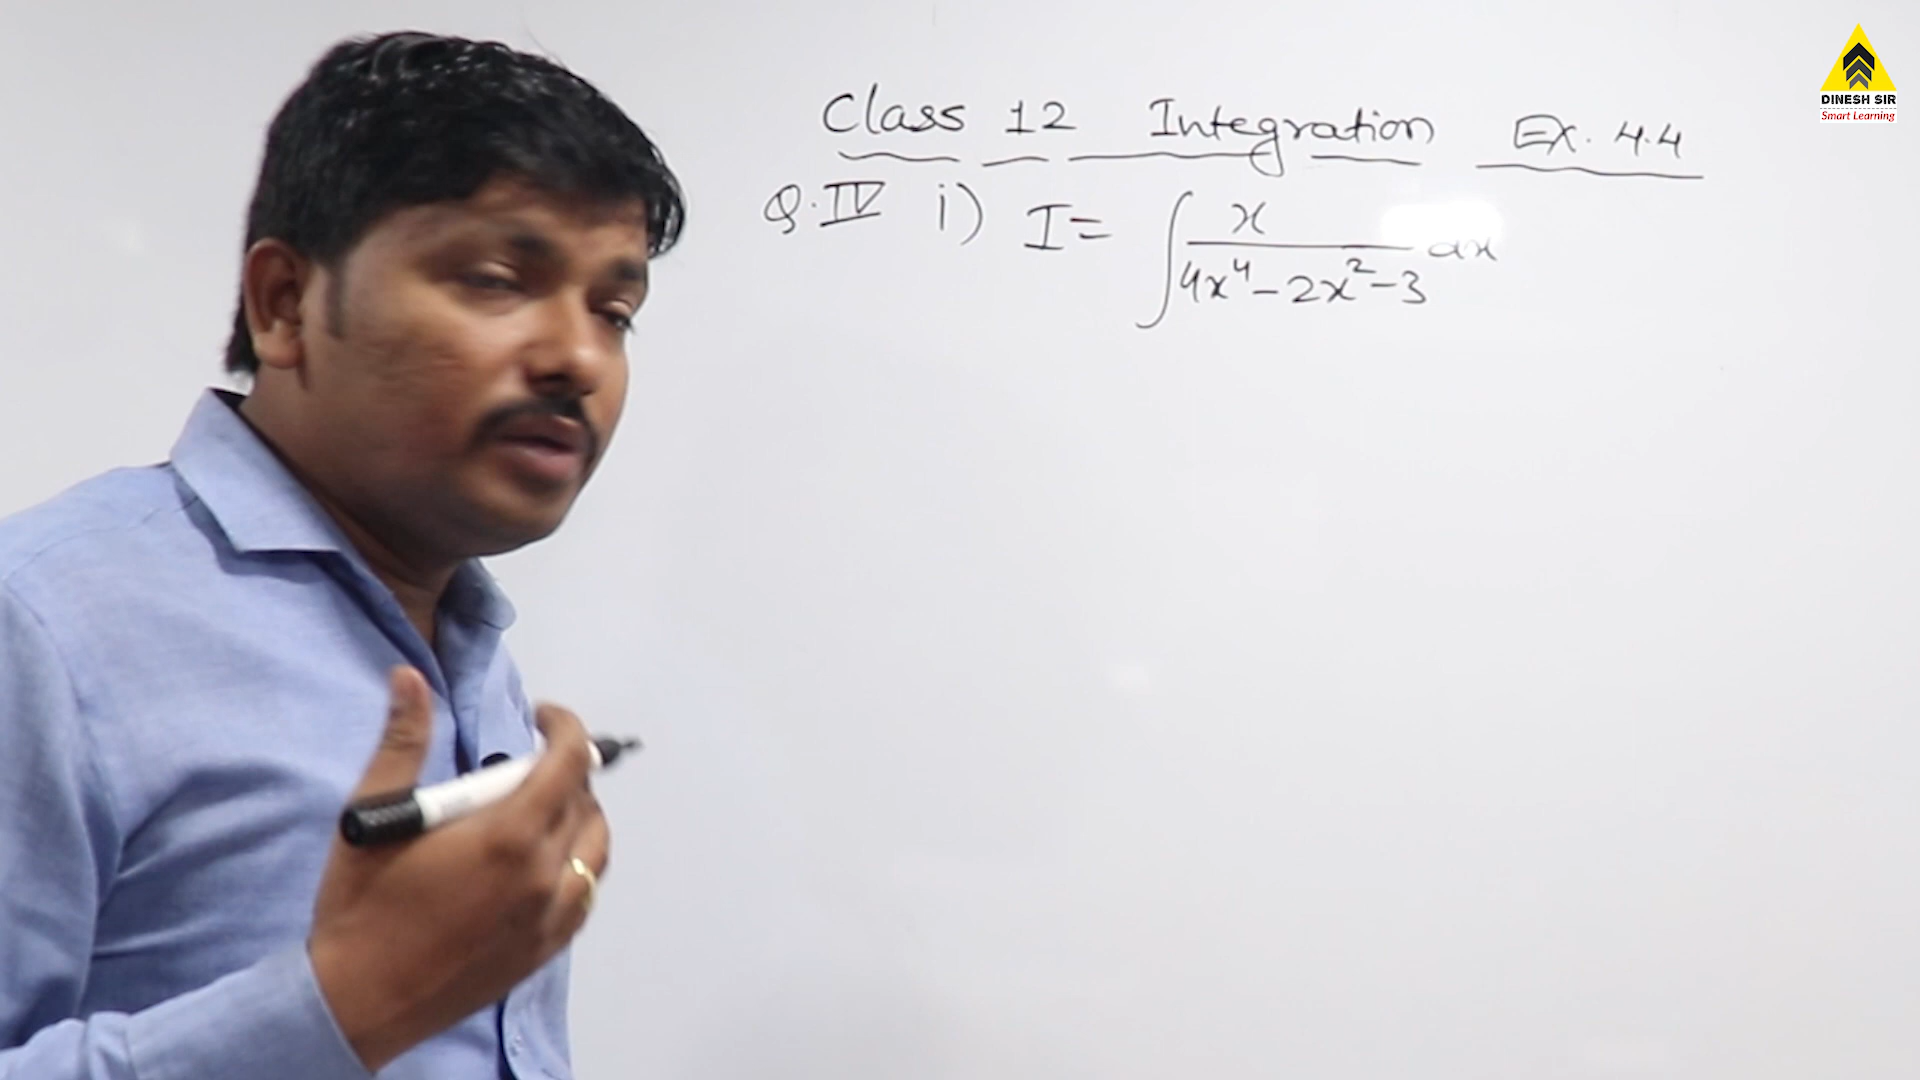 Class 12 Integration Ex. 4.4
Q.IV i) I= ∫ x / (4x⁴-2x²-3) dx
DINESH SIR
Smart Learning